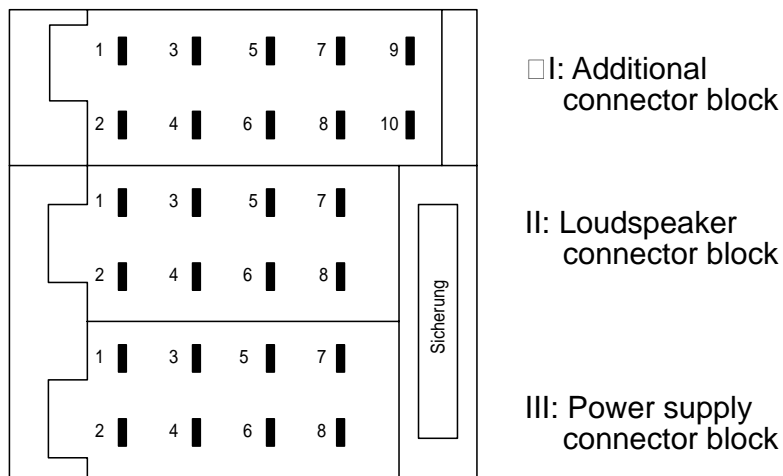 1 3 5 7 9
2 4 6 8 10
□I: Additional
connector block
1 3 5 7
2 4 6 8
II: Loudspeaker
connector block
Sicherung
1 3 5 7
2 4 6 8
III: Power supply
connector block